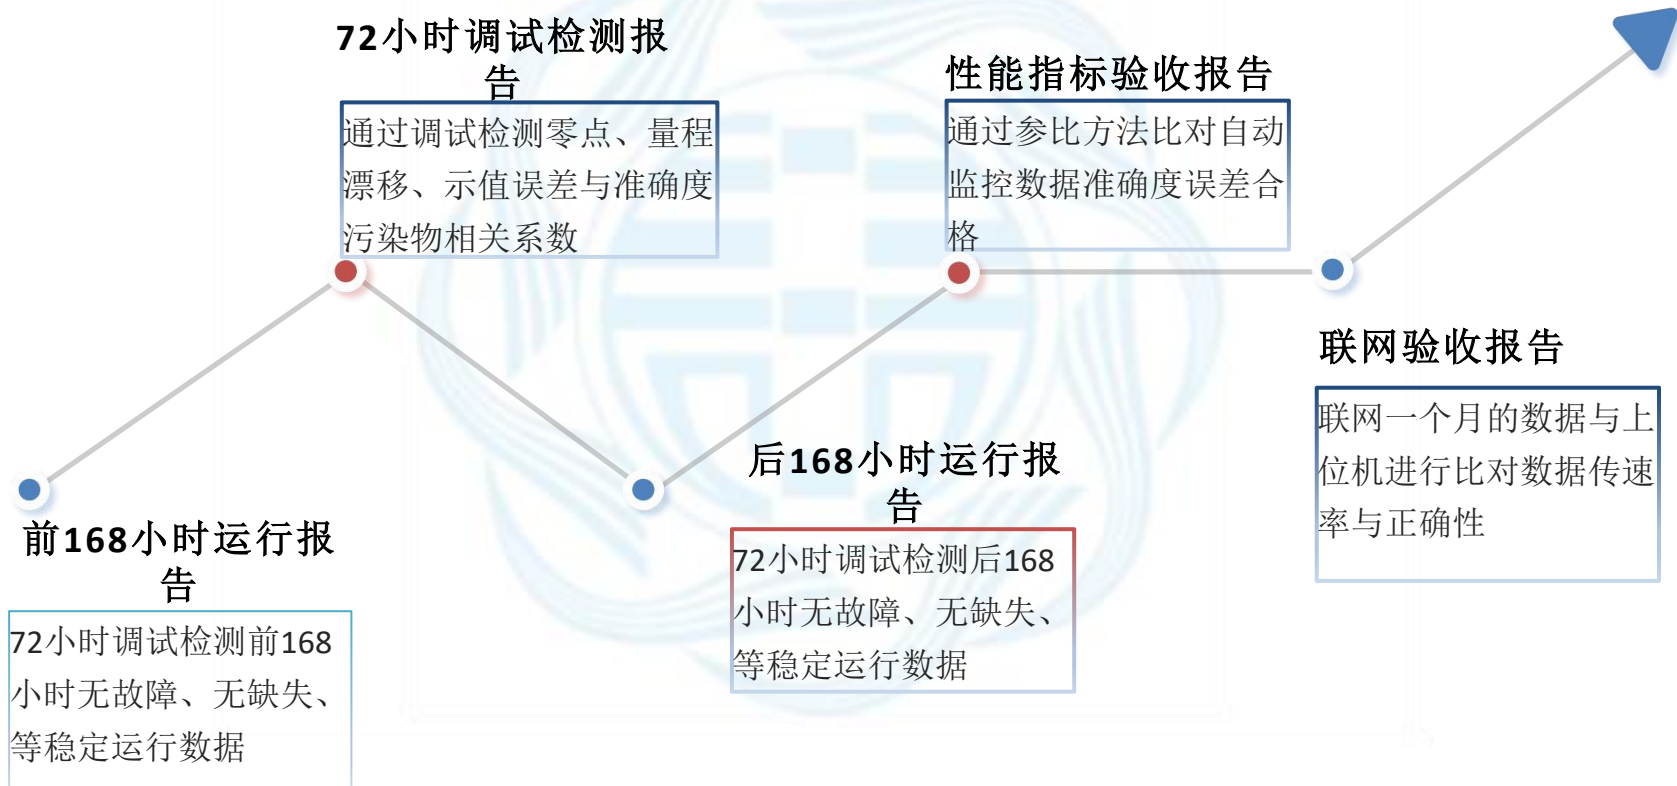 72小时调试检测报
告
通过调试检测零点、量程
漂移、示值误差与准确度
污染物相关系数
性能指标验收报告
通过参比方法比对自动
监控数据准确度误差合
格
联网验收报告
联网一个月的数据与上
位机进行比对数据传速
率与正确性
后168小时运行报
告
72小时调试检测后168
小时无故障、无缺失、
等稳定运行数据
前168小时运行报
告
72小时调试检测前168
小时无故障、无缺失、
等稳定运行数据